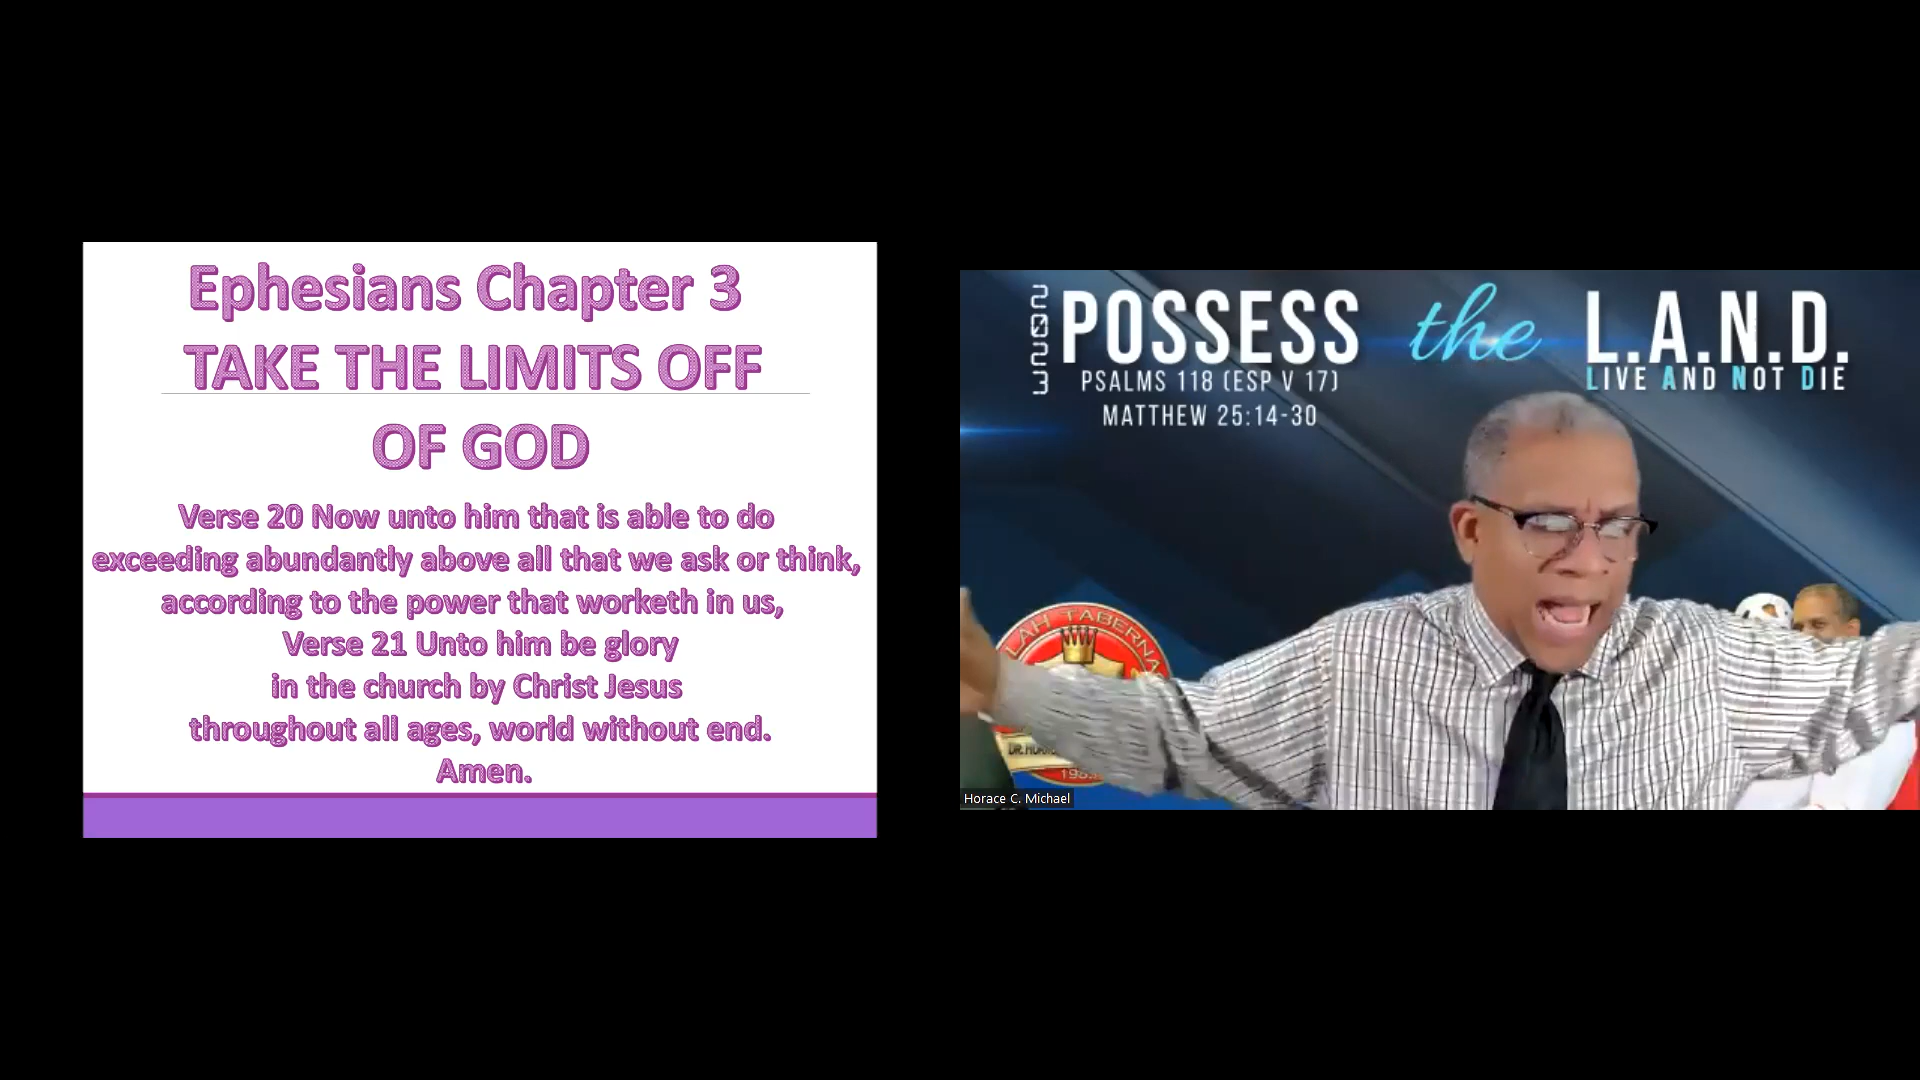 Ephesians Chapter 3
TAKE THE LIMITS OFF
OF GOD
Verse 20 Now unto him that is able to do
exceeding abundantly above all that we ask or think,
according to the power that worketh in us,
Verse 21 Unto him be glory
in the church by Christ Jesus
throughout all ages, world without end.
Amen.
2023
POSSESS the L.A.N.D.
PSALMS 118 (ESP V 17)
LIVE AND NOT DIE
MATTHEW 25:14-30
Horace C. Michael